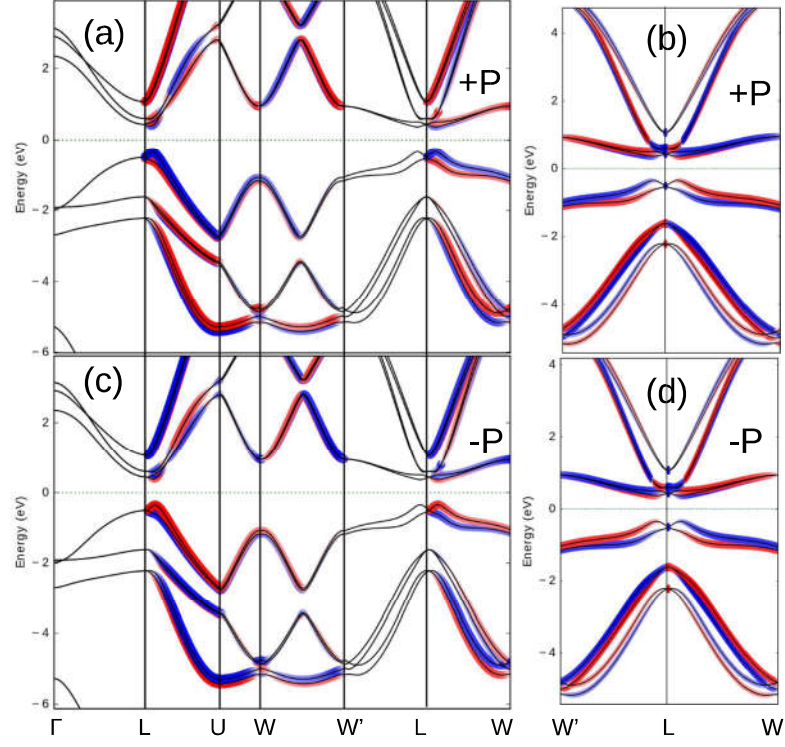 (a)
+P
Energy (eV)
2
0
− 2
− 4
− 6
(b)
+P
Energy (eV)
4
2
0
− 2
− 4
(c)
-P
Energy (eV)
2
0
− 2
− 4
− 6
Γ L U W W' L W
(d)
-P
Energy (eV)
4
2
0
− 2
− 4
W' L W